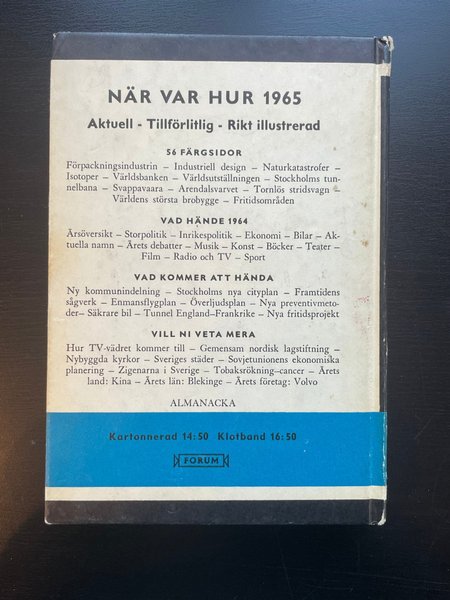 NÄR VAR HUR 1965
Aktuell - Tillförlitlig - Rikt illustrerad
56 FÄRGSIDOR
Förpackningsindustrin – Industriell design – Naturkatastrofer –
Isotoper – Världsbanken – Världsutställningen – Stockholms tun-
nelbana – Svappavaara – Arendalsvarvet – Tornlös stridsvagn –
Världens största brobygge – Fritidsområden
VAD HÄNDE 1964
Årsöversikt – Storpolitik – Inrikespolitik – Ekonomi – Bilar – Ak-
tuella namn – Årets debatter – Musik – Konst – Böcker – Teater –
Film – Radio och TV – Sport
VAD KOMMER ATT HÄNDA
Ny kommunindelning – Stockholms nya cityplan – Framtidens
sågverk – Enmansflygplan – Överljudsplan – Nya preventivmeto-
der– Säkrare bil – Tunnel England–Frankrike – Nya fritidsprojekt
VILL NI VETA MERA
Hur TV-vädret kommer till – Gemensam nordisk lagstiftning –
Nybyggda kyrkor – Sveriges städer – Sovjetunionens ekonomiska
planering – Zigenarna i Sverige – Tobaksrökning–cancer – Årets
land: Kina – Årets län: Blekinge – Årets företag: Volvo
ALMANACKA
Kartonnerad 14:50 Klotband 16:50
FORUM